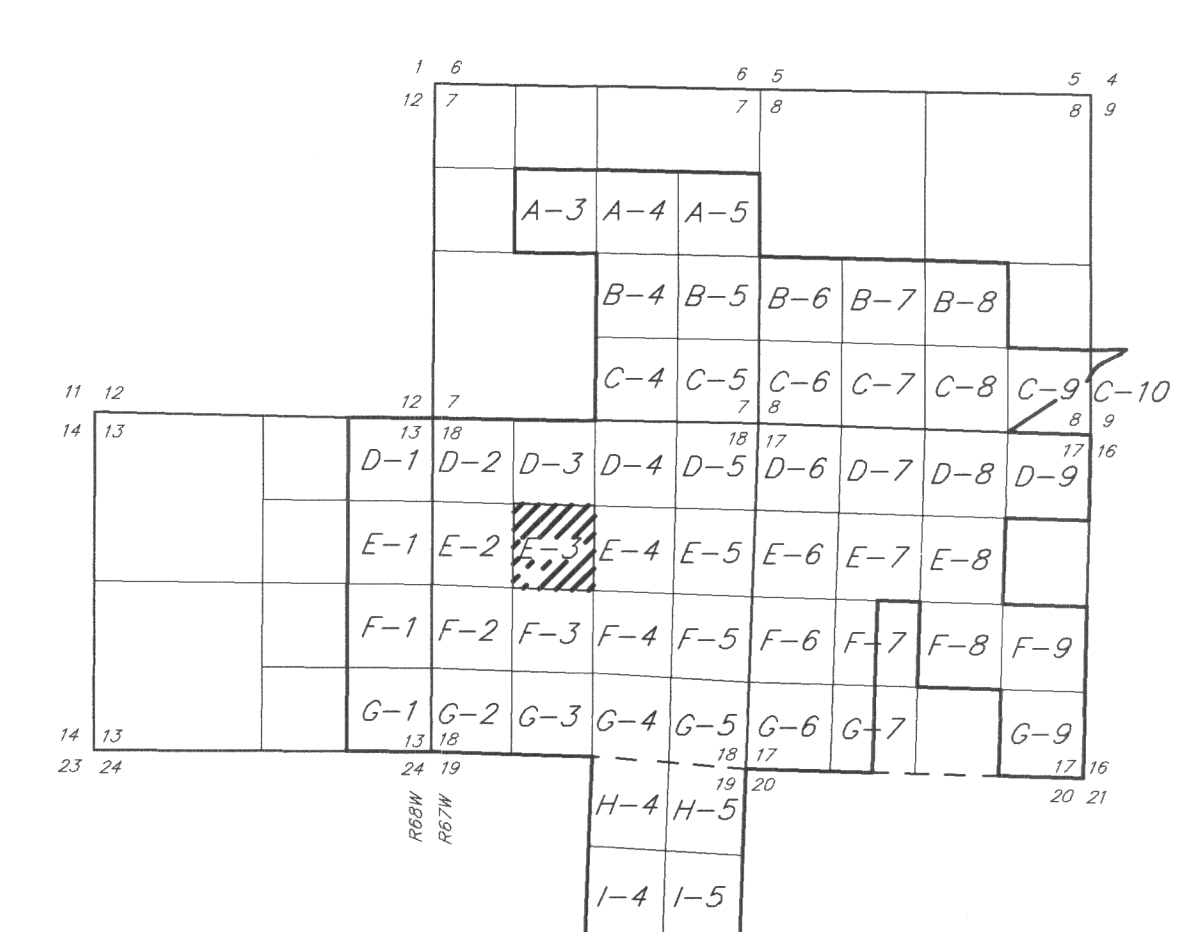 1 6 6 5 5 4
12 7 7 8 8 9
A-3 A-4 A-5
B-4 B-5 B-6 B-7 B-8
C-4 C-5 C-6 C-7 C-8 C-9 C-10
11 12 12 7 7 8 8 9
14 13 13 18 18 17 17 16
D-1 D-2 D-3 D-4 D-5 D-6 D-7 D-8 D-9
E-1 E-2 E-3 E-4 E-5 E-6 E-7 E-8
F-1 F-2 F-3 F-4 F-5 F-6 F-7 F-8 F-9
G-1 G-2 G-3 G-4 G-5 G-6 G-7 G-9
14 13 13 18 18 17 17 16
23 24 24 19 19 20 20 21
R68W R67W
H-4 H-5
I-4 I-5